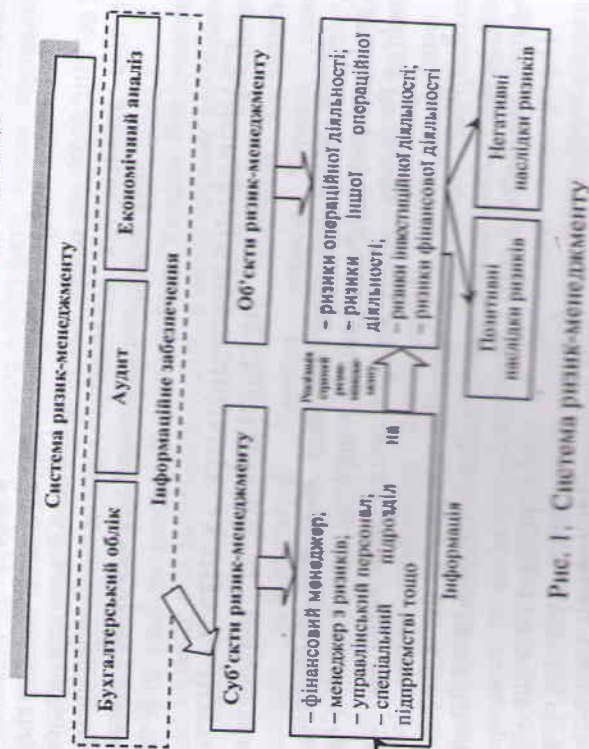 Система ризик-менеджменту
Бухгалтерський облік
Аудит
Економічний аналіз
Інформаційне забезпечення
Суб'єкти ризик-менеджменту
Об'єкти ризик-менеджменту
– фінансовий менеджер;
– менеджер з ризиків;
– управлінський персонал;
– спеціальний підрозділ на
підприємстві тощо
– ризики операційної діяльності;
– ризики іншої операційної
діяльності;
– ризики інвестиційної діяльності;
– ризики фінансової діяльності
Інформація
Позитивні
наслідки ризиків
Негативні
наслідки ризиків
Рис. 1. Система ризик-менеджменту